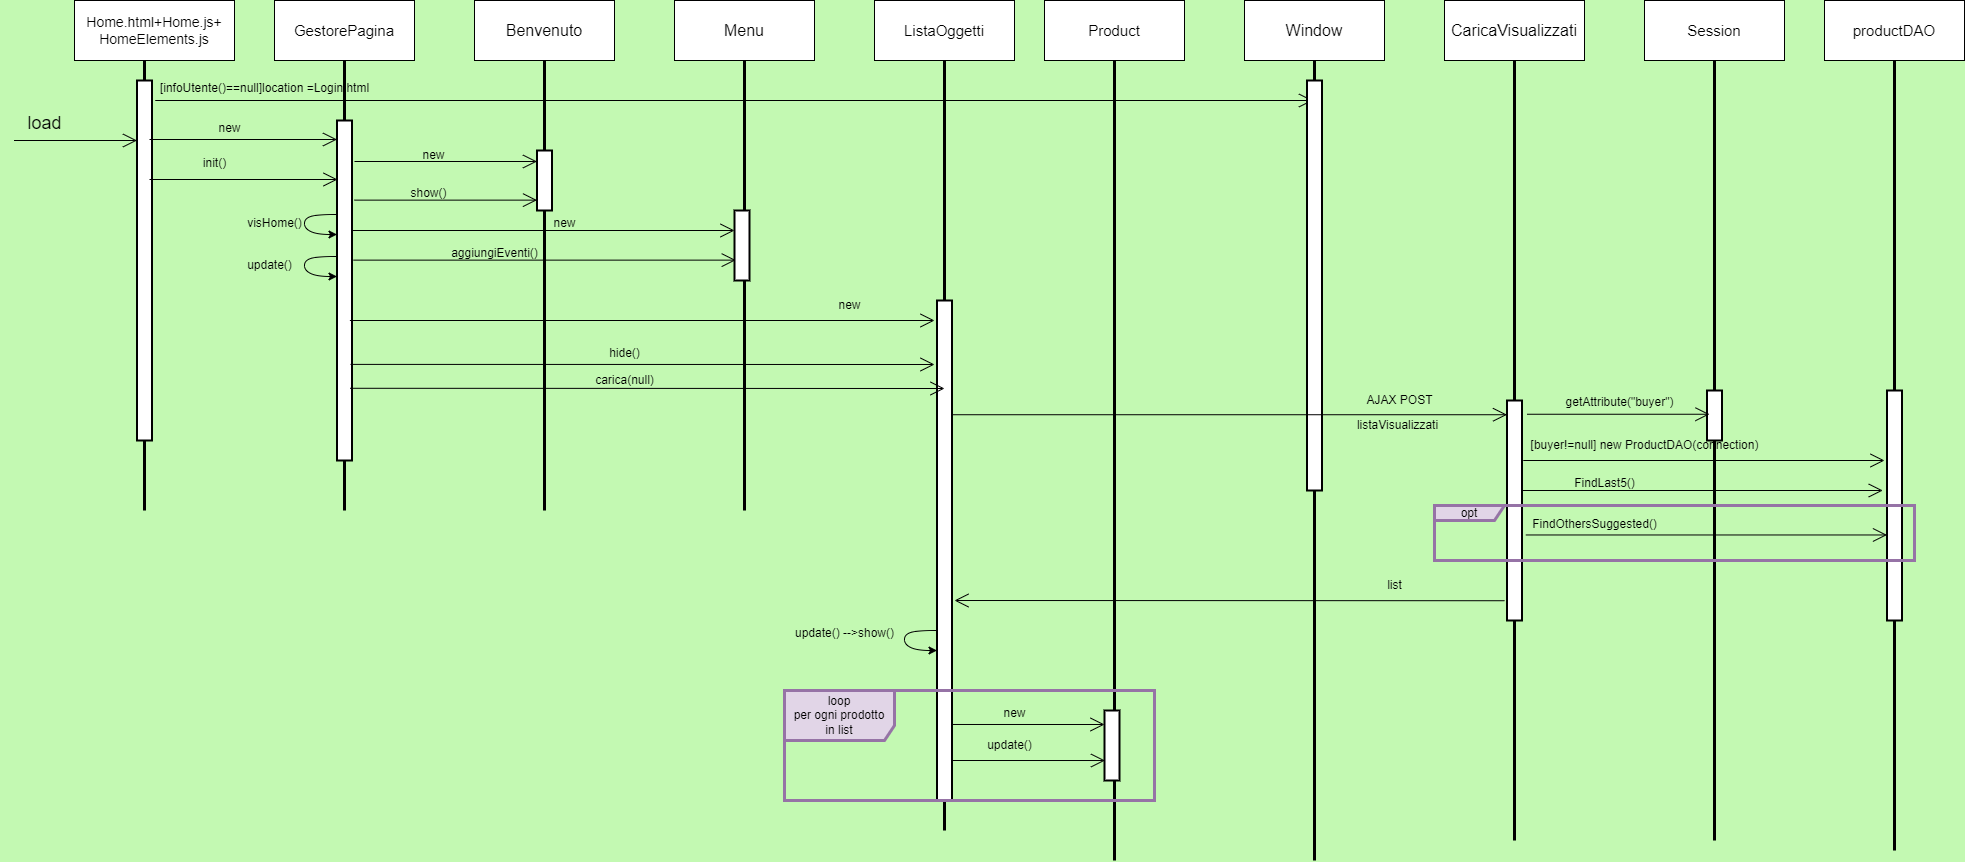 Home.html+Home.js+
HomeElements.js
GestorePagina
Benvenuto
Menu
ListaOggetti
Product
Window
CaricaVisualizzati
Session
productDAO
[infoUtente()==null]location =Login.html
load
new
init()
new
show()
visHome()
new
update()
aggiungiEventi()
new
hide()
carica(null)
AJAX POST
listaVisualizzati
getAttribute("buyer")
[buyer!=null] new ProductDAO(connection)
FindLast5()
opt
FindOthersSuggested()
list
update() -->show()
loop
per ogni prodotto
in list
new
update()